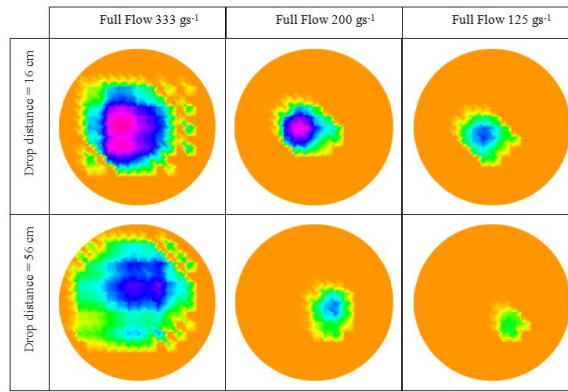 Full Flow 333 gs-1
Full Flow 200 gs-1
Full Flow 125 gs-1
Drop distance = 16 cm
Drop distance = 56 cm